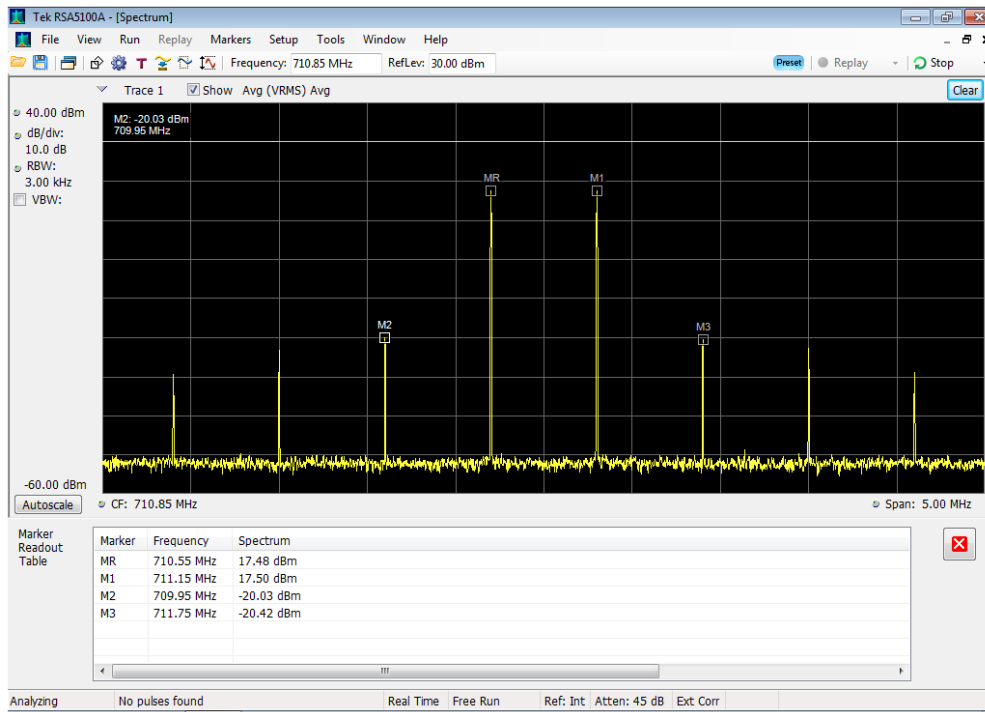 Tek RSA5100A - [Spectrum]
File View Run Replay Markers Setup Tools Window Help
T Frequency: 710.85 MHz RefLev: 30.00 dBm Preset Replay Stop
Trace 1 Show Avg (VRMS) Avg Clear
40.00 dBm
dB/div:
10.0 dB
RBW:
3.00 kHz
VBW:
M2: -20.03 dBm
709.95 MHz
MR M1
M2 M3
-60.00 dBm
Autoscale CF: 710.85 MHz Span: 5.00 MHz
Marker
Readout
Table
Marker Frequency Spectrum
MR 710.55 MHz 17.48 dBm
M1 711.15 MHz 17.50 dBm
M2 709.95 MHz -20.03 dBm
M3 711.75 MHz -20.42 dBm
Analyzing No pulses found Real Time Free Run Ref: Int Atten: 45 dB Ext Corr